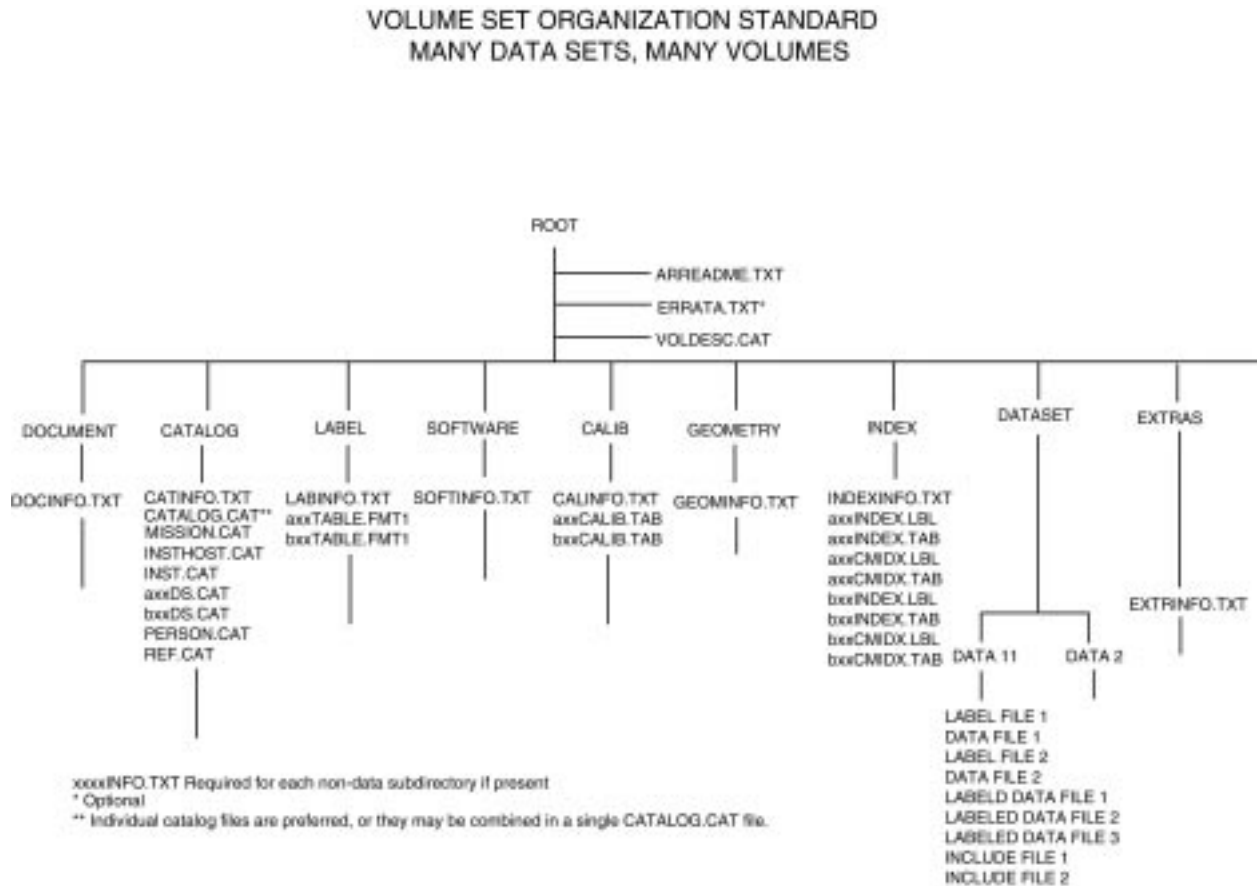 VOLUME SET ORGANIZATION STANDARD
MANY DATA SETS, MANY VOLUMES
ROOT
ARREADME.TXT
ERRATA.TXT*
VOLDESC.CAT
DOCUMENT
DOCINFO.TXT
CATALOG
CATINFO.TXT
CATALOG.CAT**
MISSION.CAT
INSTHOST.CAT
INST.CAT
axxDS.CAT
bxxDS.CAT
PERSON.CAT
REF.CAT
LABEL
LABINFO.TXT
axxTABLE.FMT1
bxxTABLE.FMT1
SOFTWARE
SOFTINFO.TXT
CALIB
CALINFO.TXT
axxCALIB.TAB
bxxCALIB.TAB
GEOMETRY
GEOMINFO.TXT
INDEX
INDEXINFO.TXT
axxINDEX.LBL
axxINDEX.TAB
axxCMIDX.LBL
axxCMIDX.TAB
bxxINDEX.LBL
bxxINDEX.TAB
bxxCMIDX.LBL
bxxCMIDX.TAB
DATASET
DATA 11
LABEL FILE 1
DATA FILE 1
LABEL FILE 2
DATA FILE 2
LABELD DATA FILE 1
LABELED DATA FILE 2
LABELED DATA FILE 3
INCLUDE FILE 1
INCLUDE FILE 2
DATA 2
EXTRAS
EXTRINFO.TXT
xxxxINFO.TXT Required for each non-data subdirectory if present
* Optional
** Individual catalog files are preferred, or they may be combined in a single CATALOG.CAT file.